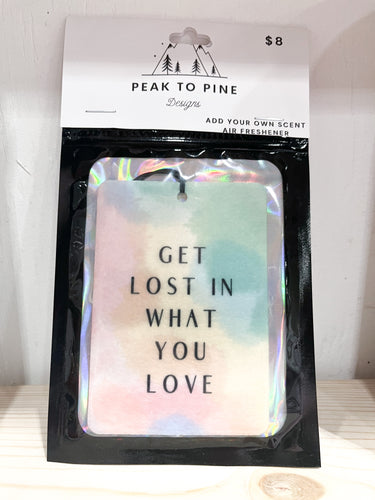 $8
PEAK TO PINE
Designs
ADD YOUR OWN SCENT
AIR FRESHENER
GET
LOST IN
WHAT
YOU
LOVE